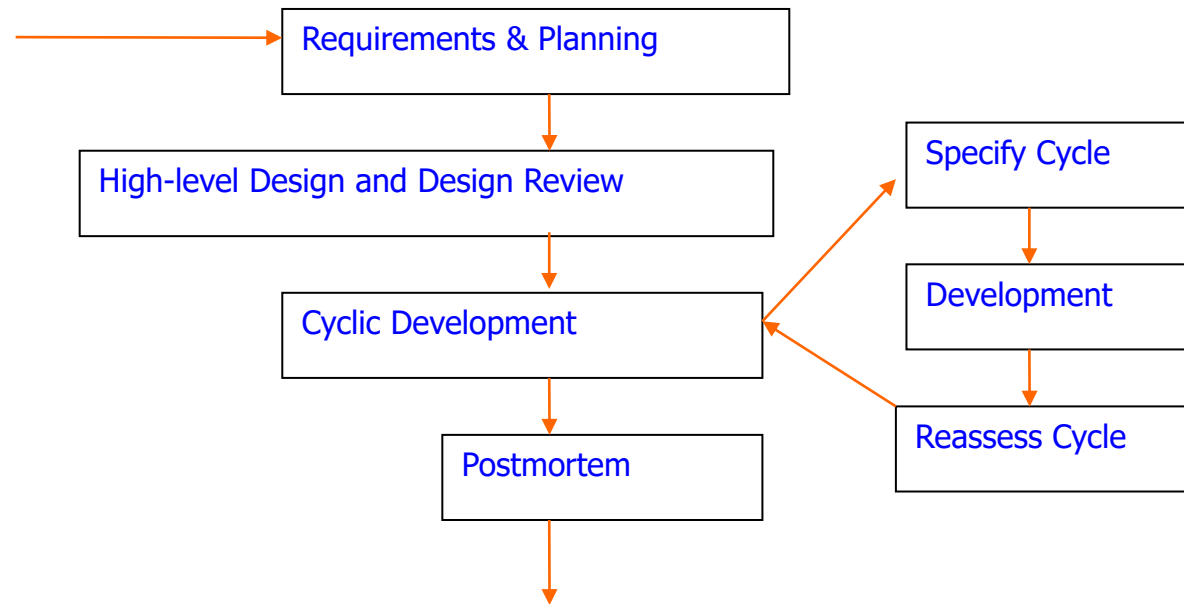 Requirements & Planning
High-level Design and Design Review
Cyclic Development
Postmortem
Specify Cycle
Development
Reassess Cycle